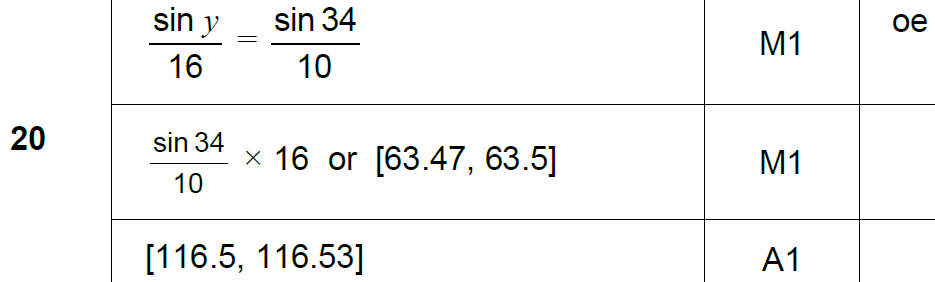 sin y / 16 = sin 34 / 10
M1
oe
20
sin 34 / 10 × 16 or [63.47, 63.5]
M1
[116.5, 116.53]
A1